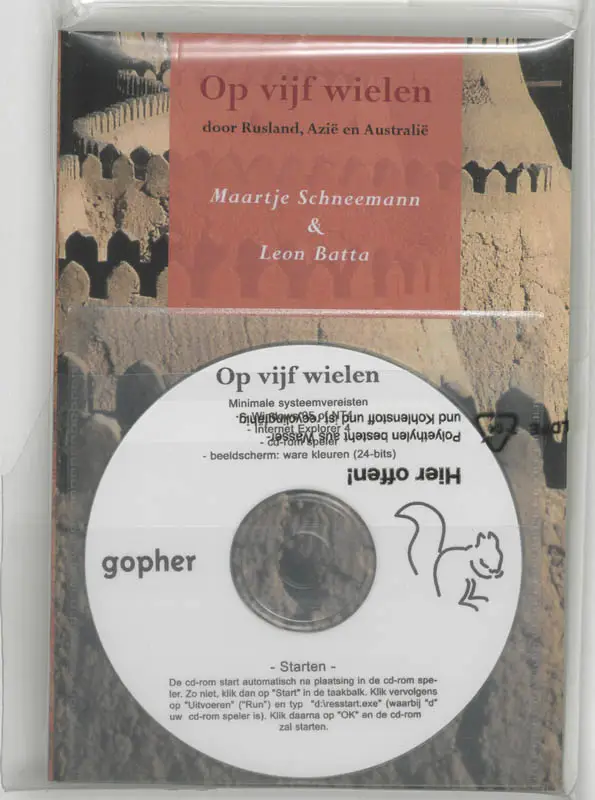 Op vijf wielen
door Rusland, Azië en Australië
Maartje Schneemann
&
Leon Batta
Op vijf wielen
Minimale systeemvereisten
- Windows 95 of NT4
- Internet Explorer 4
- cd-rom speler
- beeldscherm: ware kleuren (24-bits)
Hier offen!
Polyethylen besteht aus Wasser-
und Kohlenstoff und ist
gopher
- Starten -
De cd-rom start automatisch na plaatsing in de cd-rom spe-
ler. Zo niet, klik dan op "Start" in de taakbalk. Klik vervolgens
op "Uitvoeren" ("Run") en typ "d:\resstart.exe" (waarbij "d"
uw cd-rom speler is). Klik daarna op "OK" en de cd-rom
zal starten.